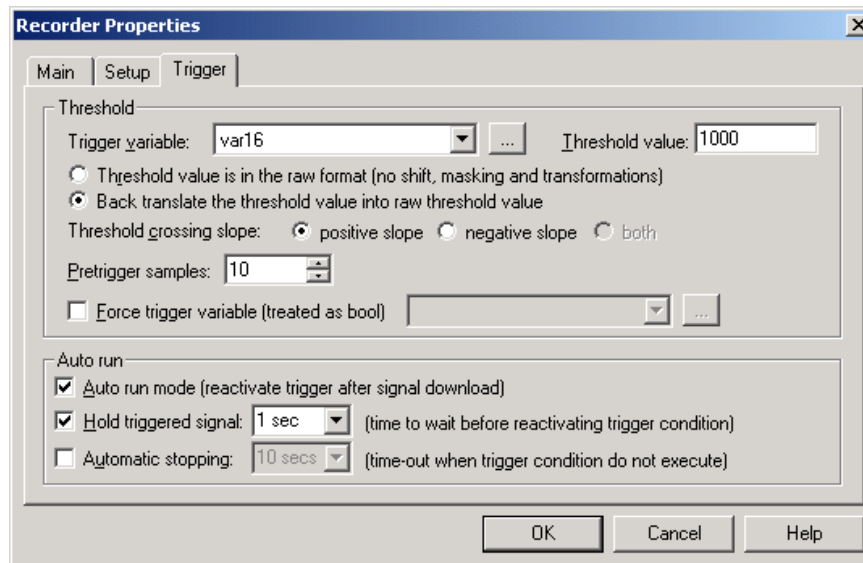 Recorder Properties
Main Setup Trigger
Threshold
Trigger variable: var16 ... Threshold value: 1000
Threshold value is in the raw format (no shift, masking and transformations)
Back translate the threshold value into raw threshold value
Threshold crossing slope: positive slope negative slope both
Pretrigger samples: 10
Force trigger variable (treated as bool) ...
Auto run
Auto run mode (reactivate trigger after signal download)
Hold triggered signal: 1 sec (time to wait before reactivating trigger condition)
Automatic stopping: 10 secs (time-out when trigger condition do not execute)
OK Cancel Help